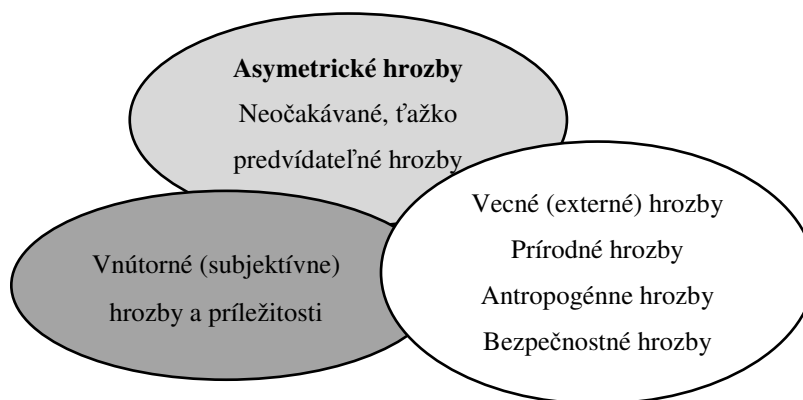 Asymetrické hrozby
Neočakávané, ťažko
predvídateľné hrozby
Vecné (externé) hrozby
Prírodné hrozby
Antropogénne hrozby
Bezpečnostné hrozby
Vnútorné (subjektívne)
hrozby a príležitosti